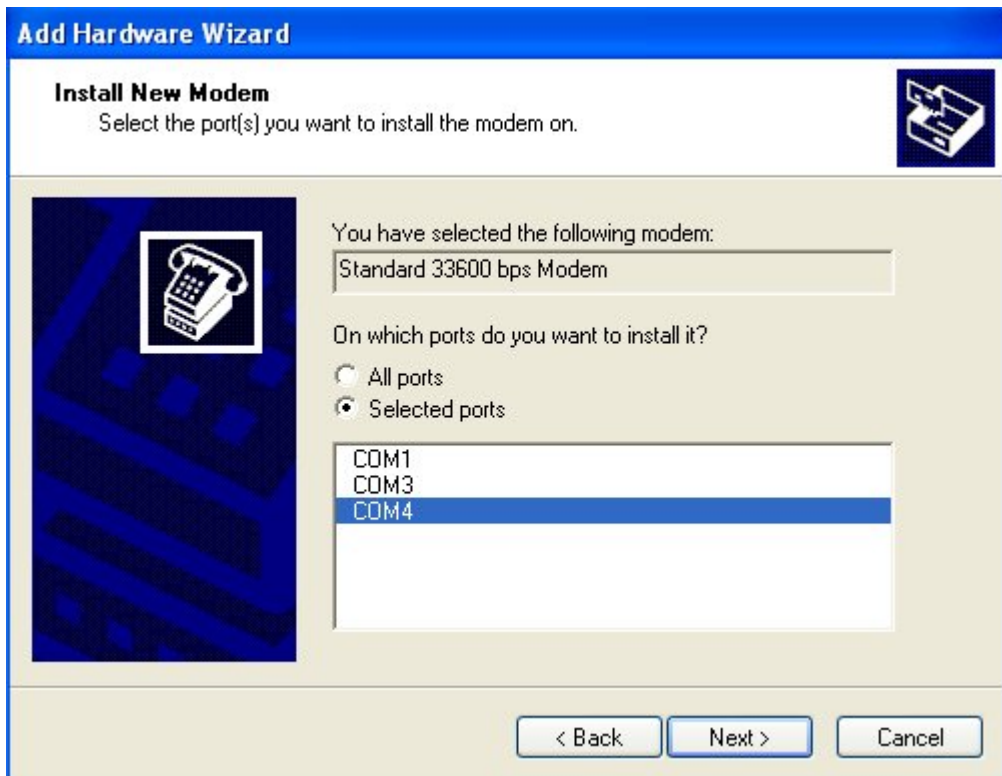 Add Hardware Wizard
Install New Modem
Select the port(s) you want to install the modem on.
You have selected the following modem:
Standard 33600 bps Modem
On which ports do you want to install it?
All ports
Selected ports
COM1
COM3
COM4
< Back Next > Cancel